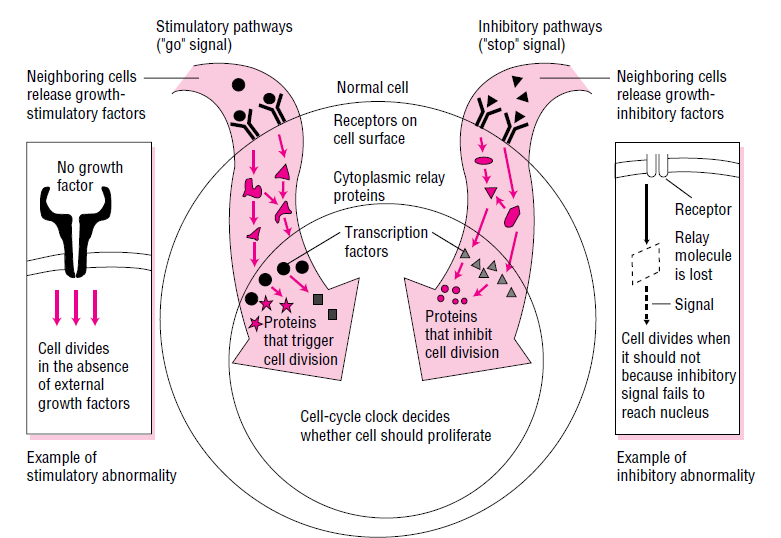 Stimulatory pathways
("go" signal)
Inhibitory pathways
("stop" signal)
Neighboring cells
release growth-
stimulatory factors
Normal cell
Neighboring cells
release growth-
inhibitory factors
Receptors on
cell surface
No growth
factor
Cytoplasmic relay
proteins
Receptor
Transcription
factors
Relay
molecule
is lost
Signal
Proteins
that trigger
cell division
Proteins
that inhibit
cell division
Cell divides
in the absence
of external
growth factors
Cell divides when
it should not
because inhibitory
signal fails to
reach nucleus
Cell-cycle clock decides
whether cell should proliferate
Example of
stimulatory abnormality
Example of
inhibitory abnormality